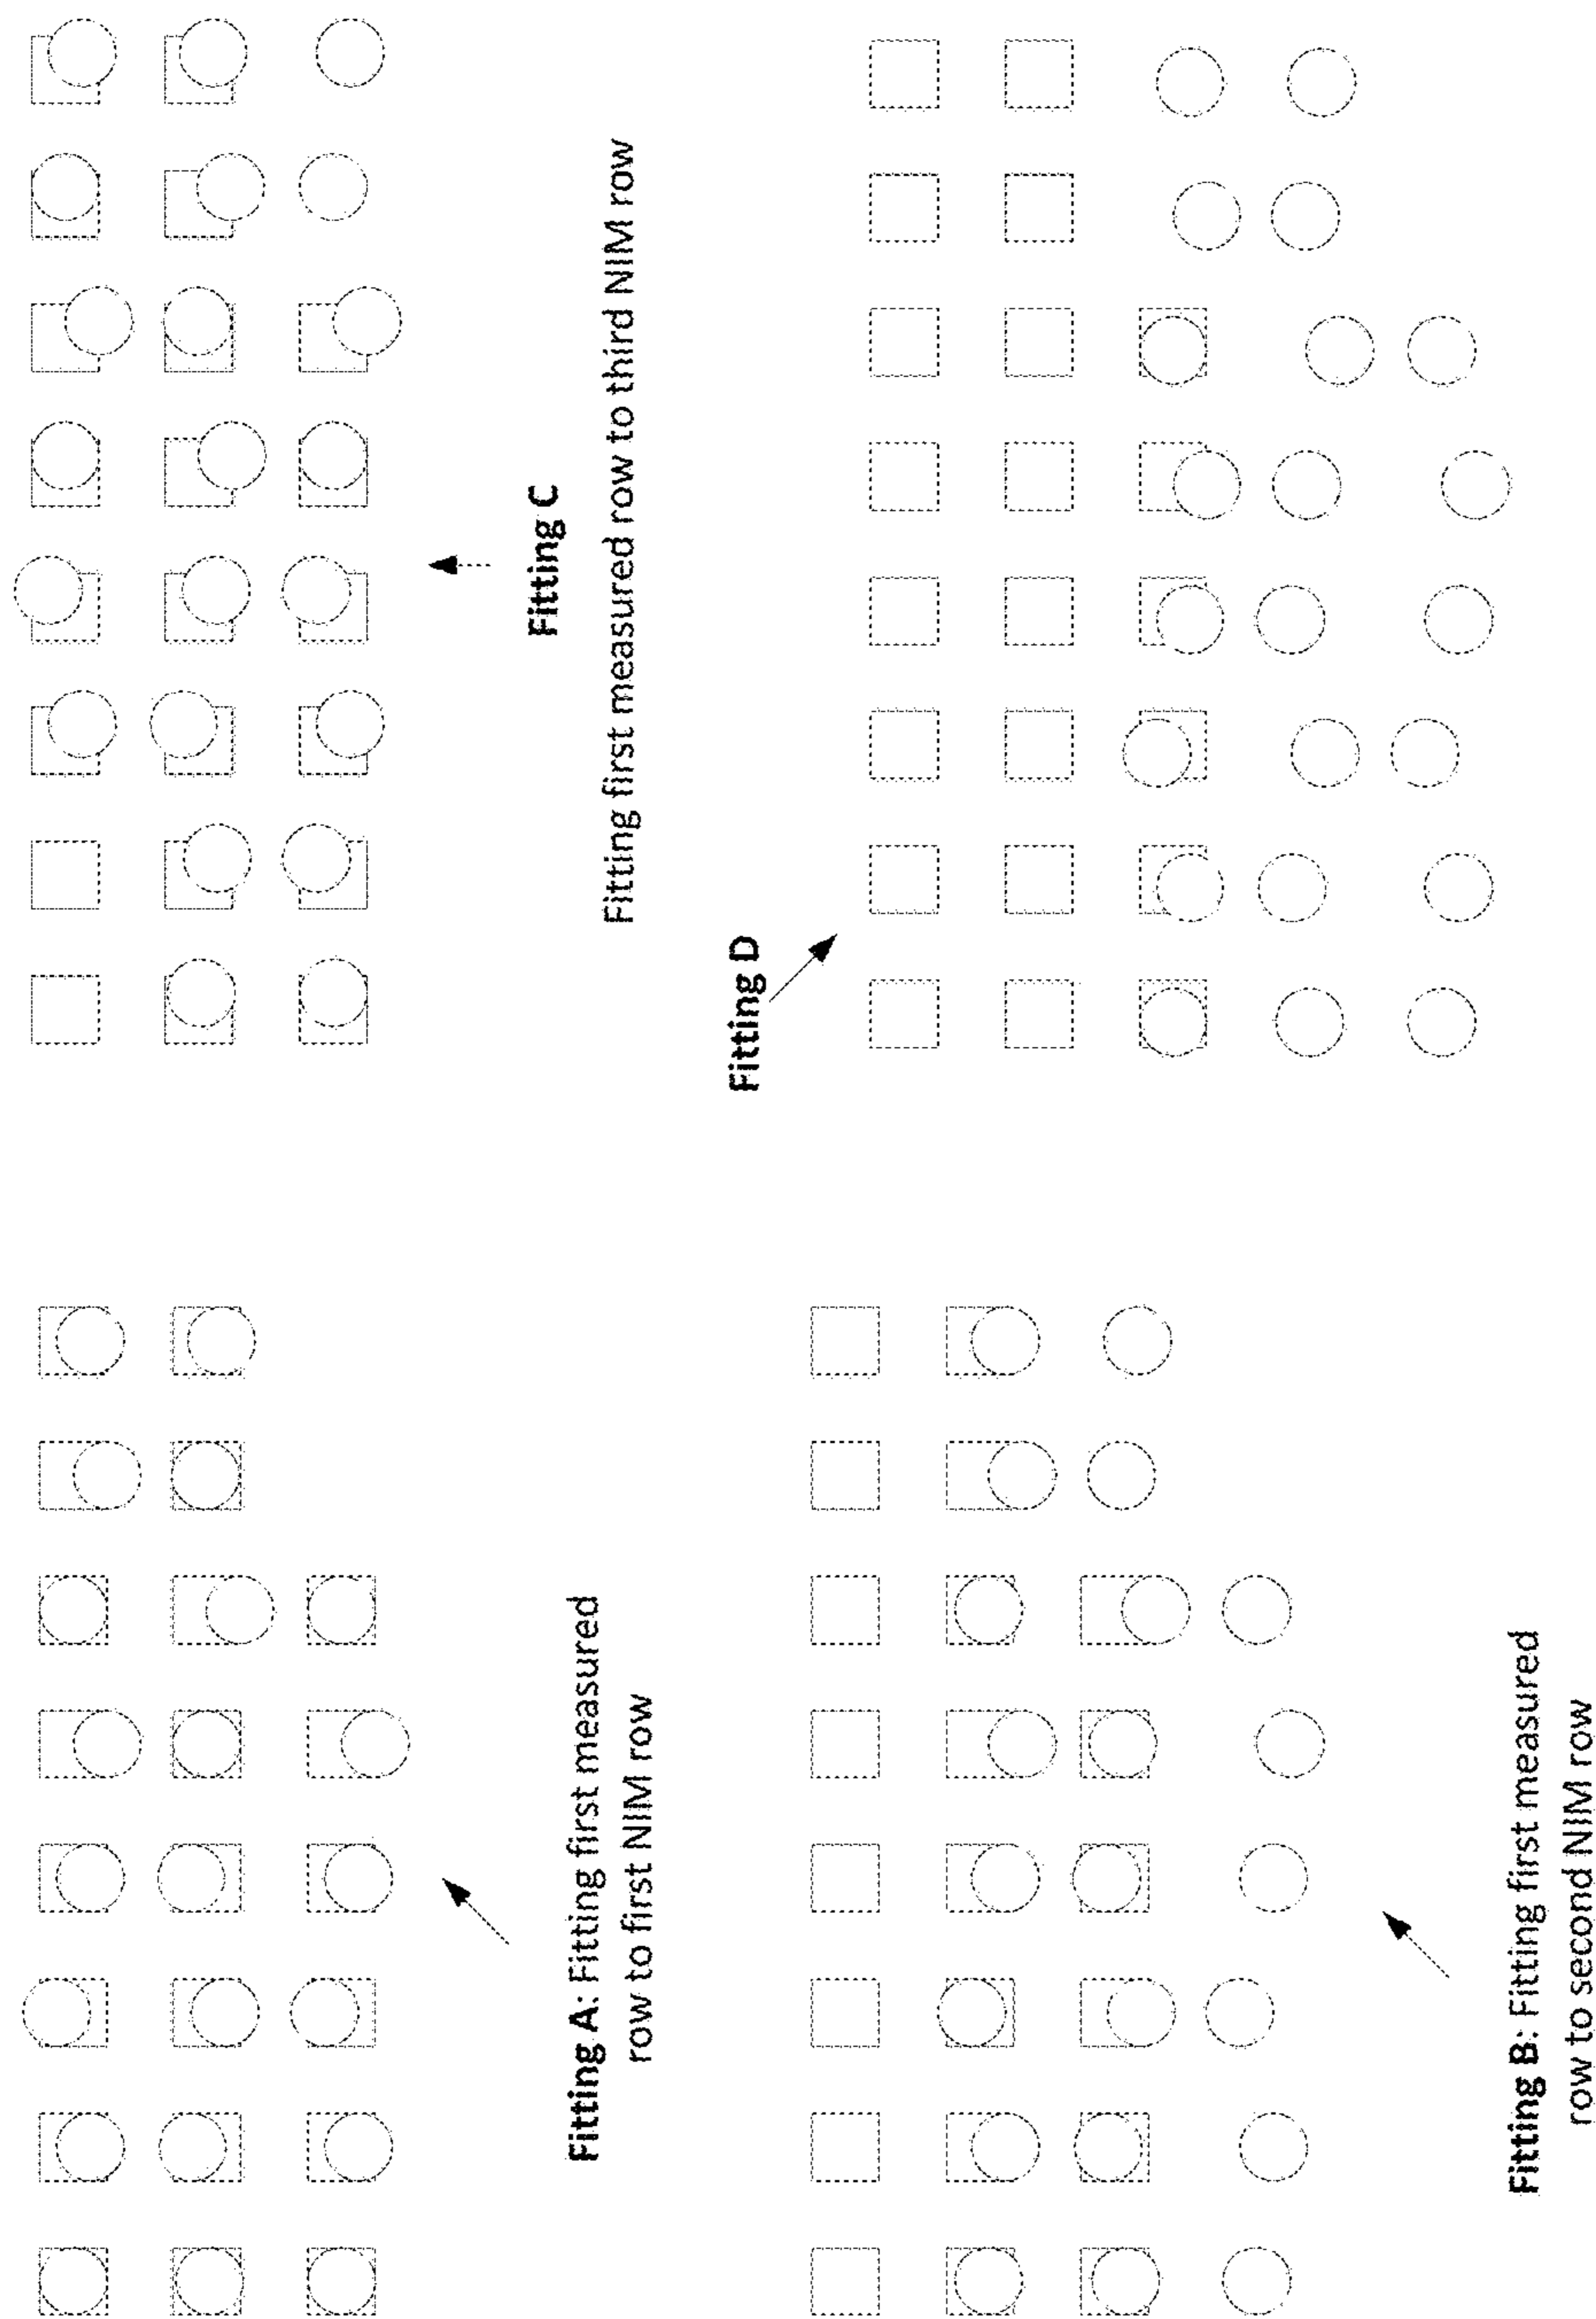 Fitting A: Fitting first measured
row to first NIM row
Fitting B: Fitting first measured
row to second NIM row
Fitting C
Fitting first measured row to third NIM row
Fitting D